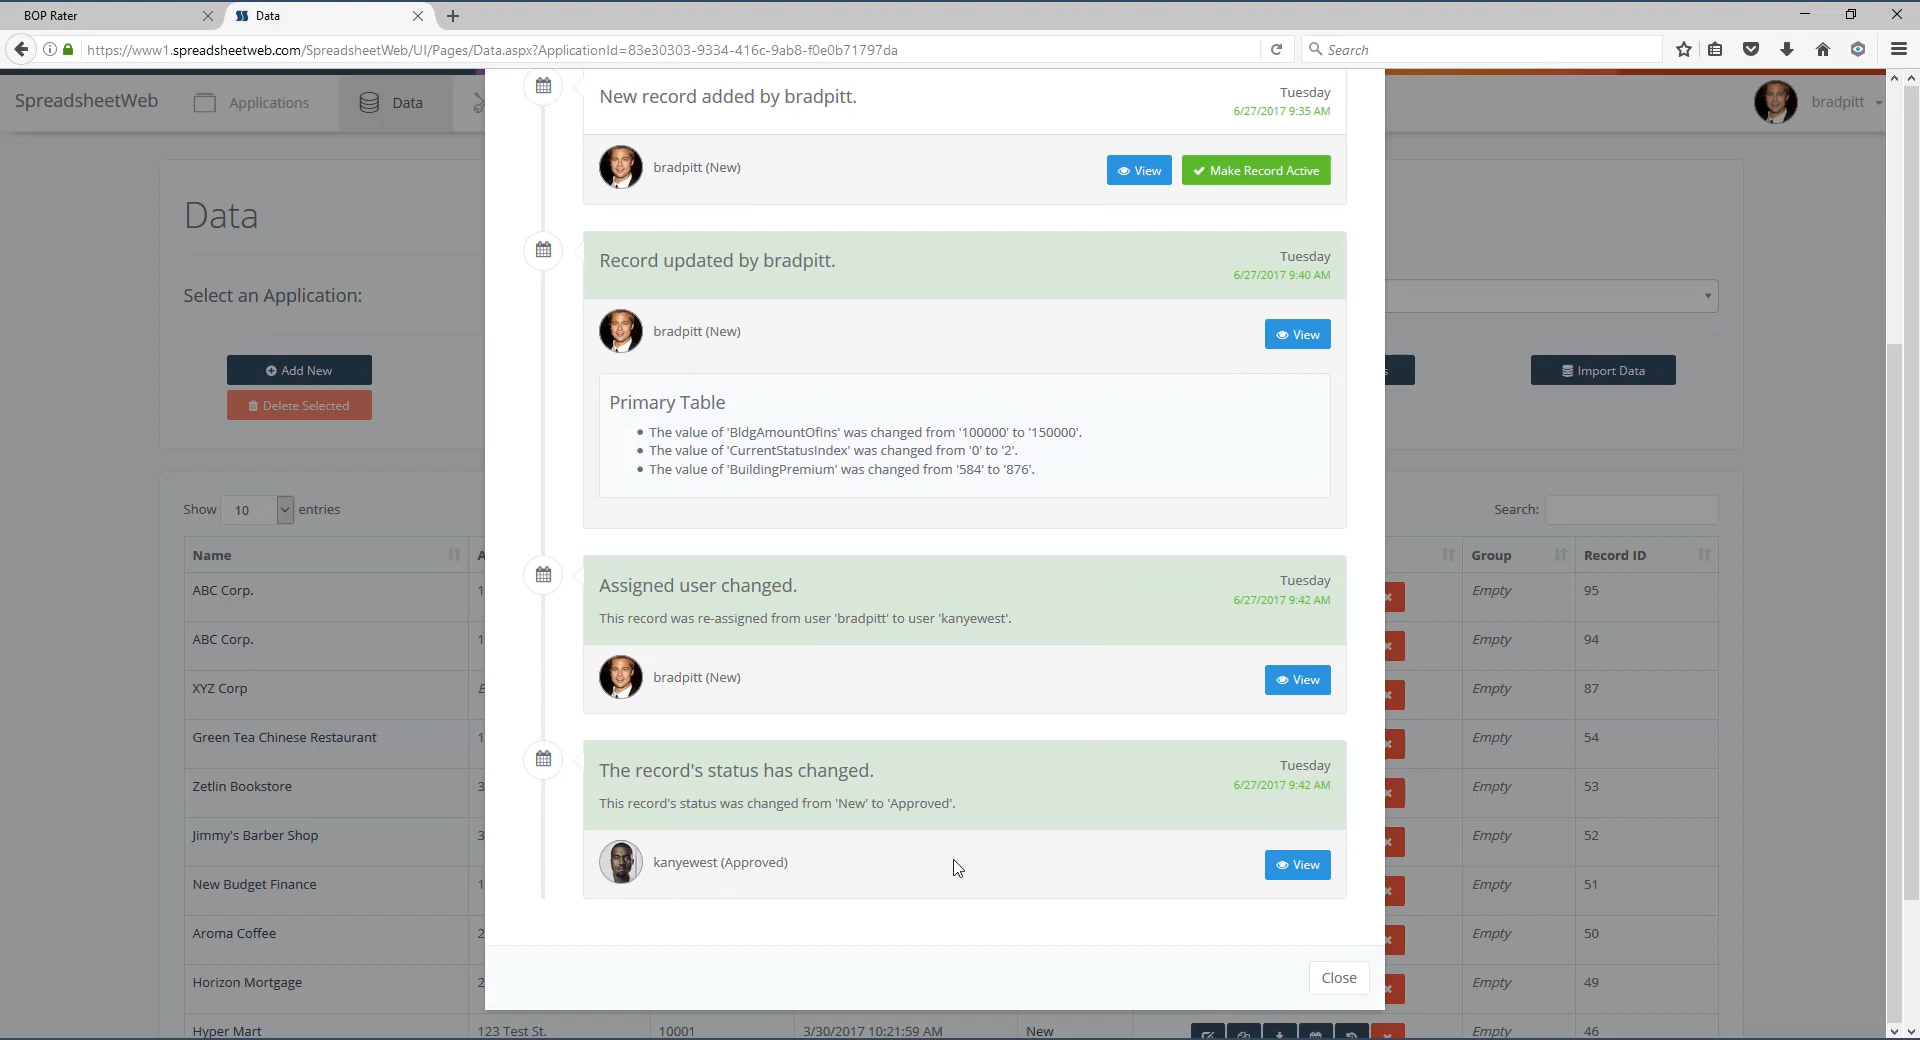 BOP Rater
Data
https://www1.spreadsheetweb.com/SpreadsheetWeb/UI/Pages/Data.aspx?ApplicationId=83e30303-9334-416c-9ab8-f0e0b71797da
Search
SpreadsheetWeb
Applications
Data
bradpitt
New record added by bradpitt.
Tuesday
6/27/2017 9:35 AM
bradpitt (New)
View
Make Record Active
Data
Record updated by bradpitt.
Tuesday
6/27/2017 9:40 AM
Select an Application:
bradpitt (New)
View
Add New
s
Import Data
Delete Selected
Primary Table
The value of 'BldgAmountOfIns' was changed from '100000' to '150000'.
The value of 'CurrentStatusIndex' was changed from '0' to '2'.
The value of 'BuildingPremium' was changed from '584' to '876'.
Show 10 entries
Search:
Name A Group Record ID
Assigned user changed.
Tuesday
6/27/2017 9:42 AM
This record was re-assigned from user 'bradpitt' to user 'kanyewest'.
bradpitt (New)
View
The record's status has changed.
Tuesday
6/27/2017 9:42 AM
This record's status was changed from 'New' to 'Approved'.
kanyewest (Approved)
View
Close
ABC Corp. 1 Empty 95
ABC Corp. 1 Empty 94
XYZ Corp E Empty 87
Green Tea Chinese Restaurant 1 Empty 54
Zetlin Bookstore 3 Empty 53
Jimmy's Barber Shop 3 Empty 52
New Budget Finance 1 Empty 51
Aroma Coffee 2 Empty 50
Horizon Mortgage 2 Empty 49
Hyper Mart 123 Test St. 10001 3/30/2017 10:21:59 AM New Empty 46